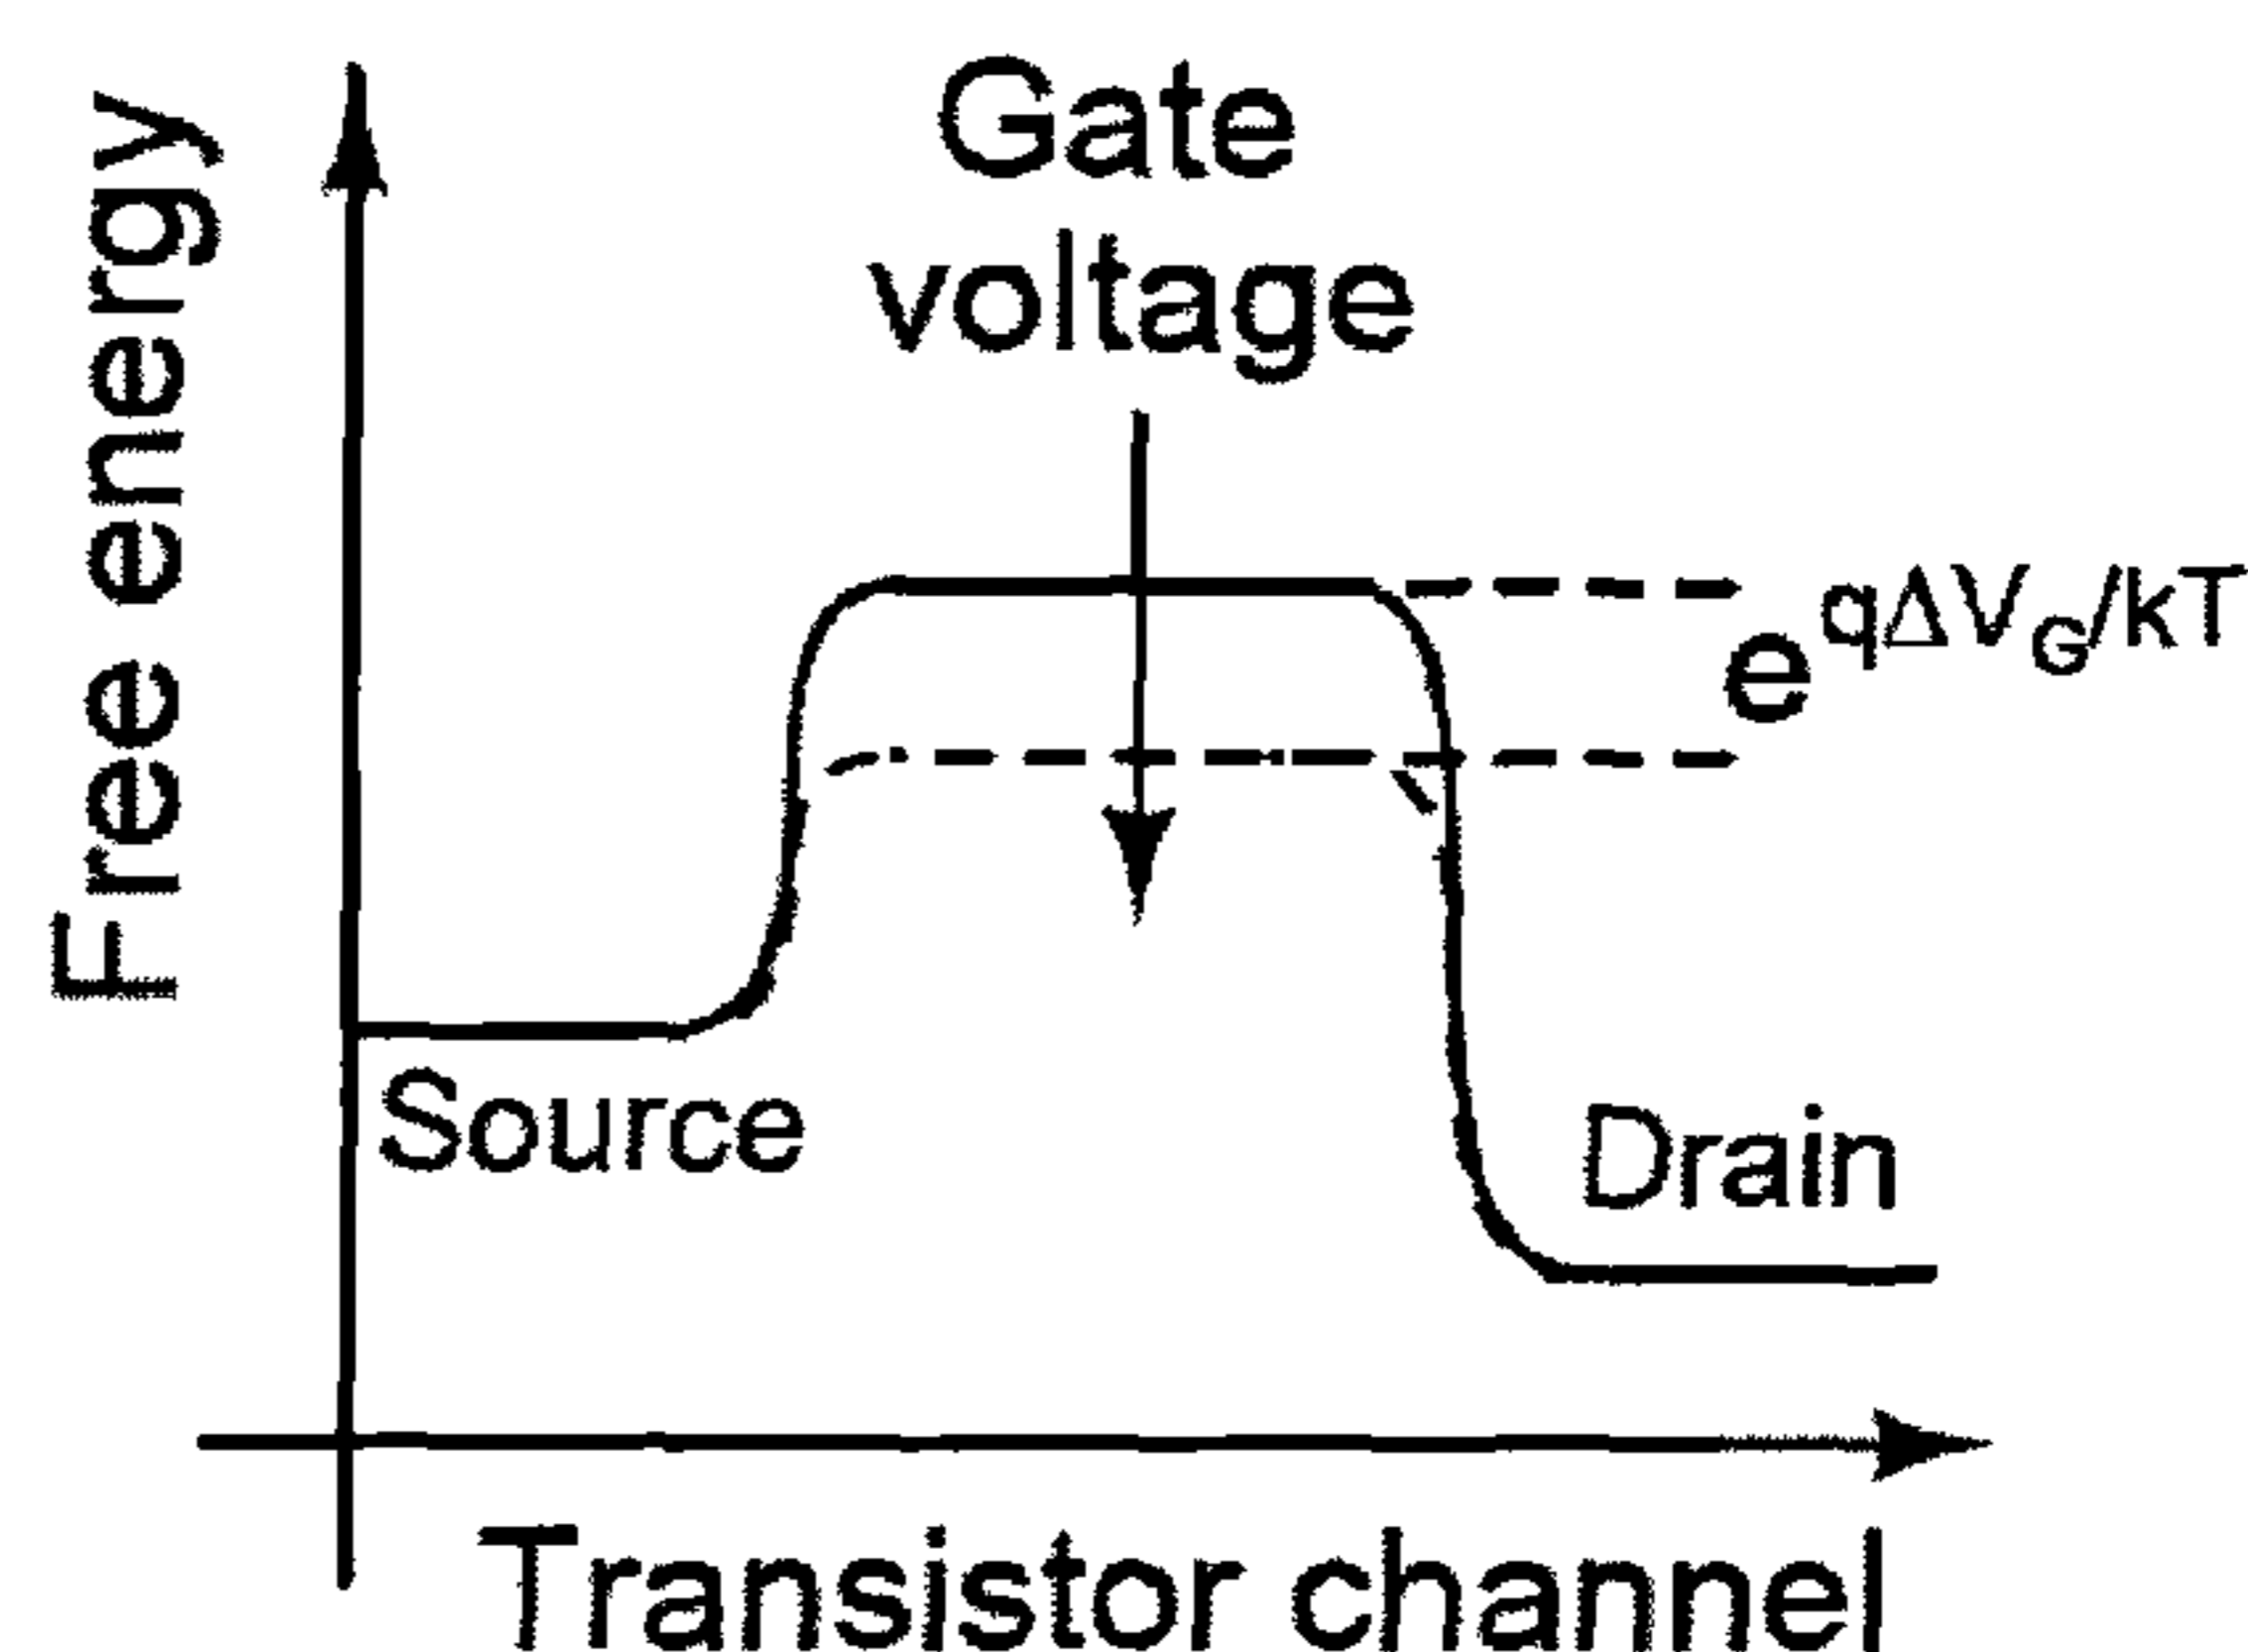 Free energy
Gate
voltage
e^qΔV_G/kT
Source
Drain
Transistor channel